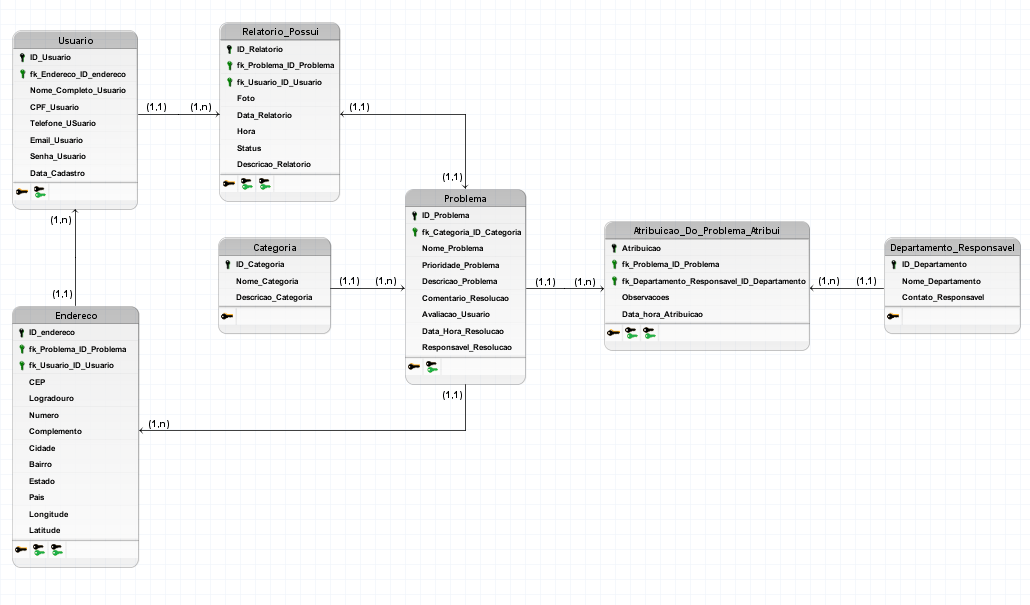 Usuario
ID_Usuario
fk_Endereco_ID_endereco
Nome_Completo_Usuario
CPF_Usuario
Telefone_USuario
Email_Usuario
Senha_Usuario
Data_Cadastro
(1,1)
(1,n)
Relatorio_Possui
ID_Relatorio
fk_Problema_ID_Problema
fk_Usuario_ID_Usuario
Foto
Data_Relatorio
Hora
Status
Descricao_Relatorio
(1,1)
(1,1)
(1,n)
(1,1)
Categoria
ID_Categoria
Nome_Categoria
Descricao_Categoria
(1,1)
(1,n)
Problema
ID_Problema
fk_Categoria_ID_Categoria
Nome_Problema
Prioridade_Problema
Descricao_Problema
Comentario_Resolucao
Avaliacao_Usuario
Data_Hora_Resolucao
Responsavel_Resolucao
(1,1)
(1,n)
Atribuicao_Do_Problema_Atribui
Atribuicao
fk_Problema_ID_Problema
fk_Departamento_Responsavel_ID_Departamento
Observacoes
Data_hora_Atribuicao
(1,n)
(1,1)
Departamento_Responsavel
ID_Departamento
Nome_Departamento
Contato_Responsavel
Endereco
ID_endereco
fk_Problema_ID_Problema
fk_Usuario_ID_Usuario
CEP
Logradouro
Numero
Complemento
Cidade
Bairro
Estado
Pais
Longitude
Latitude
(1,1)
(1,n)